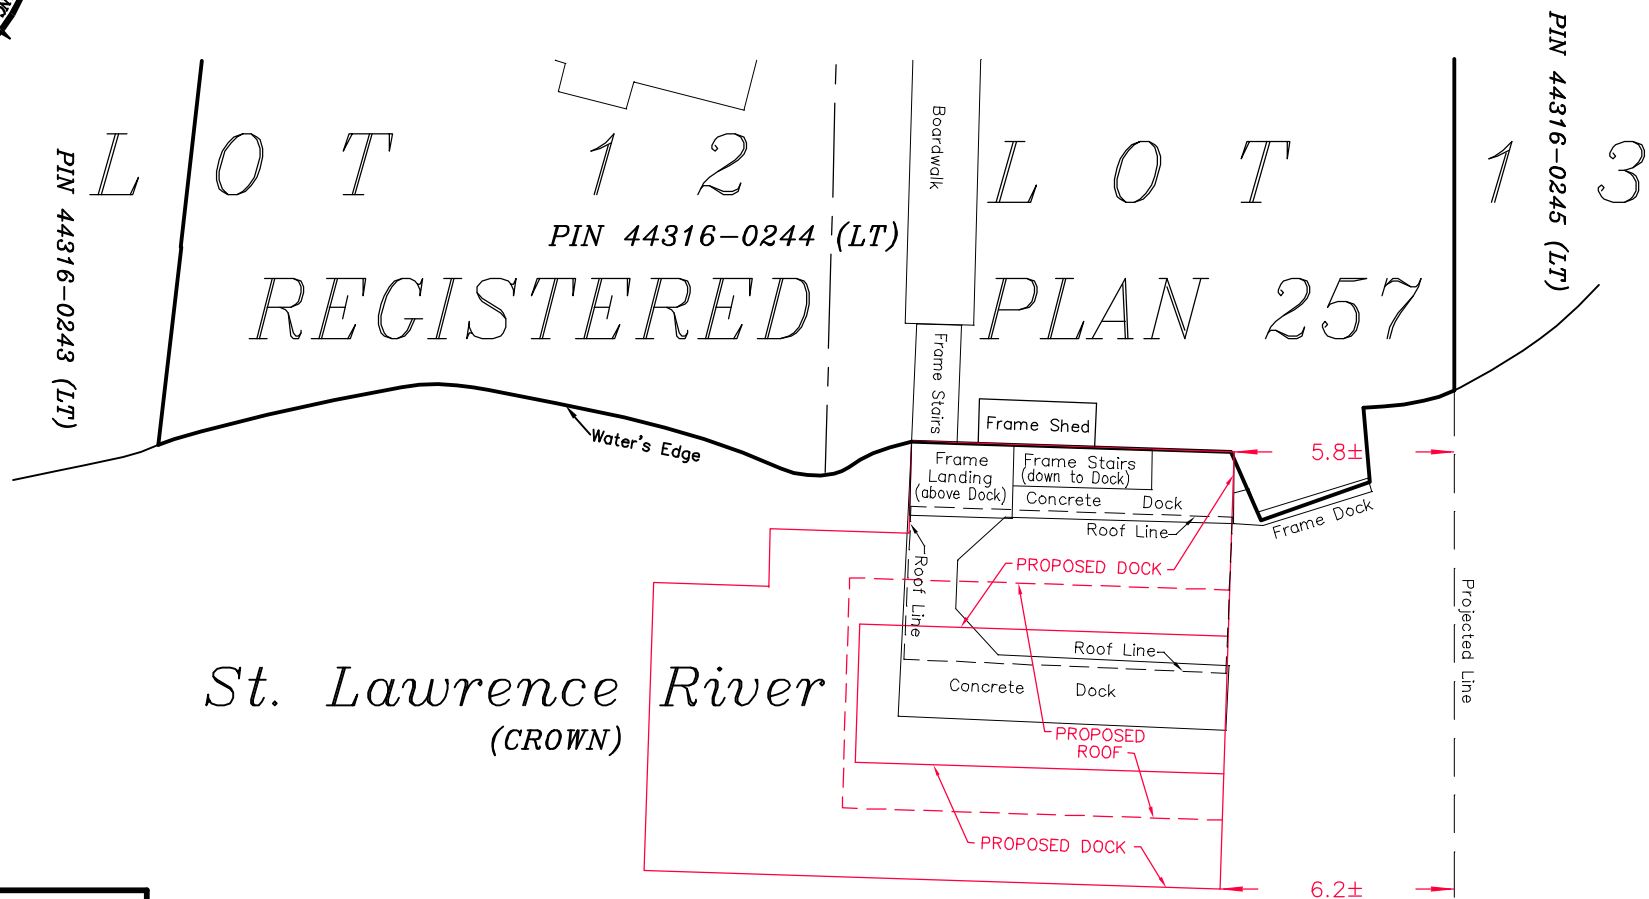 PIN 44316-0243 (LT)
LOT 12
PIN 44316-0244 (LT)
Boardwalk
LOT 13
PIN 44316-0245 (LT)
REGISTERED PLAN 257
Frame Stairs
Water's Edge
Frame Shed
5.8±
Frame
Landing
(above Dock)
Frame Stairs
(down to Dock)
Concrete Dock
Roof Line
Frame Dock
Roof Line
PROPOSED DOCK
Projected Line
Roof Line
Concrete Dock
St. Lawrence River
(CROWN)
PROPOSED
ROOF
PROPOSED DOCK
6.2±